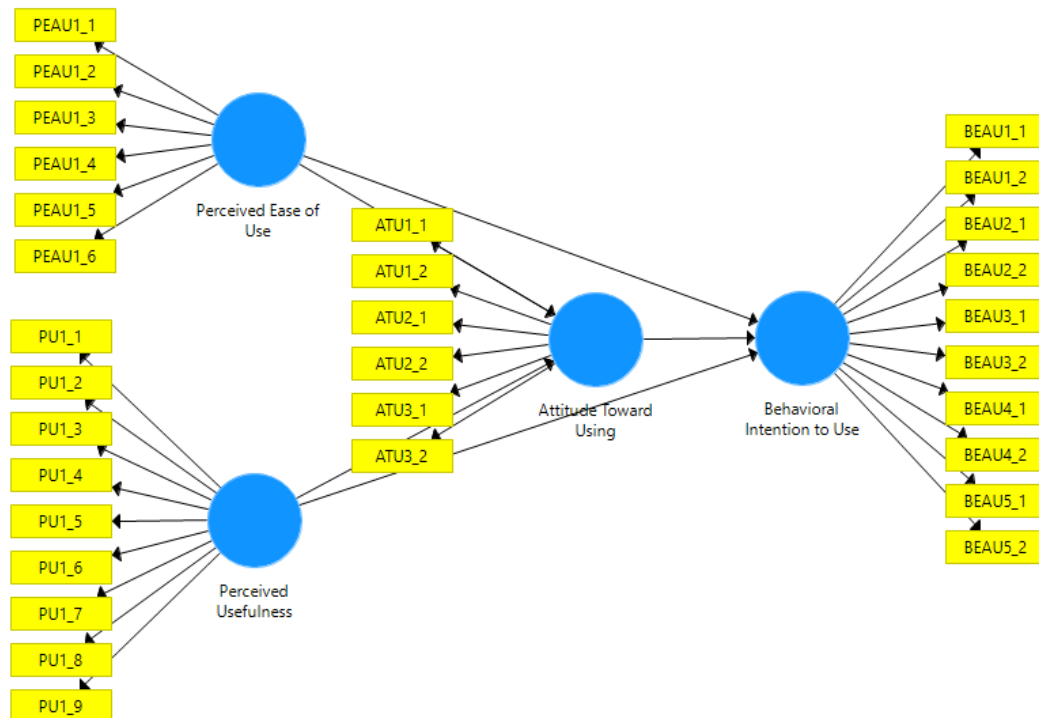 PEAU1_1
PEAU1_2
PEAU1_3
PEAU1_4
PEAU1_5
PEAU1_6
Perceived Ease of
Use
PU1_1
PU1_2
PU1_3
PU1_4
PU1_5
PU1_6
PU1_7
PU1_8
PU1_9
Perceived
Usefulness
ATU1_1
ATU1_2
ATU2_1
ATU2_2
ATU3_1
ATU3_2
Attitude Toward
Using
Behavioral
Intention to Use
BEAU1_1
BEAU1_2
BEAU2_1
BEAU2_2
BEAU3_1
BEAU3_2
BEAU4_1
BEAU4_2
BEAU5_1
BEAU5_2